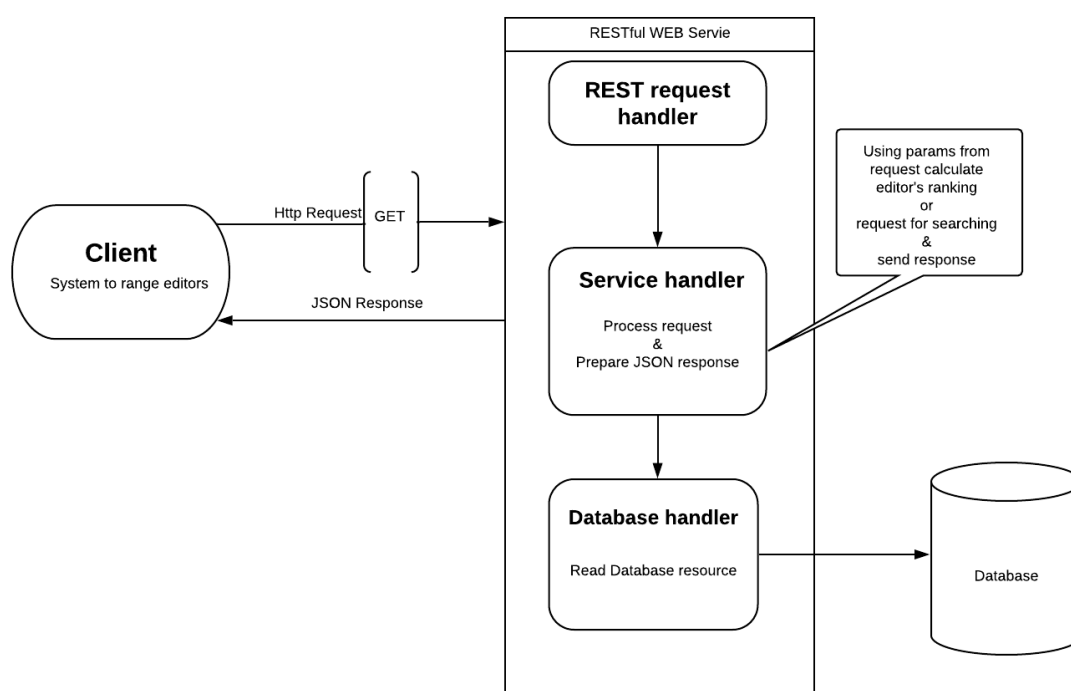 RESTful WEB Servie
REST request
handler
Using params from
request calculate
editor's ranking
or
request for searching
&
send response
Http Request
GET
Client
System to range editors
JSON Response
Service handler
Process request
&
Prepare JSON response
Database handler
Read Database resource
Database